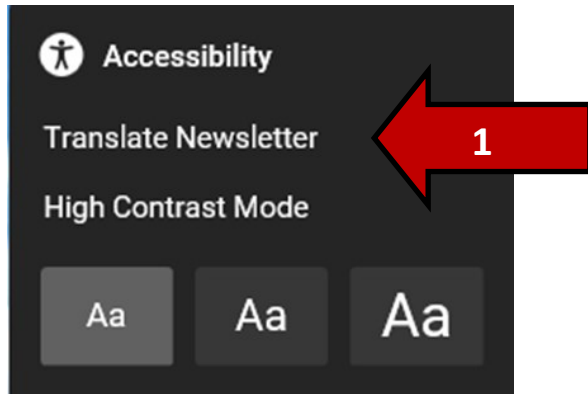 Accessibility
Translate Newsletter
1
High Contrast Mode
Aa Aa Aa